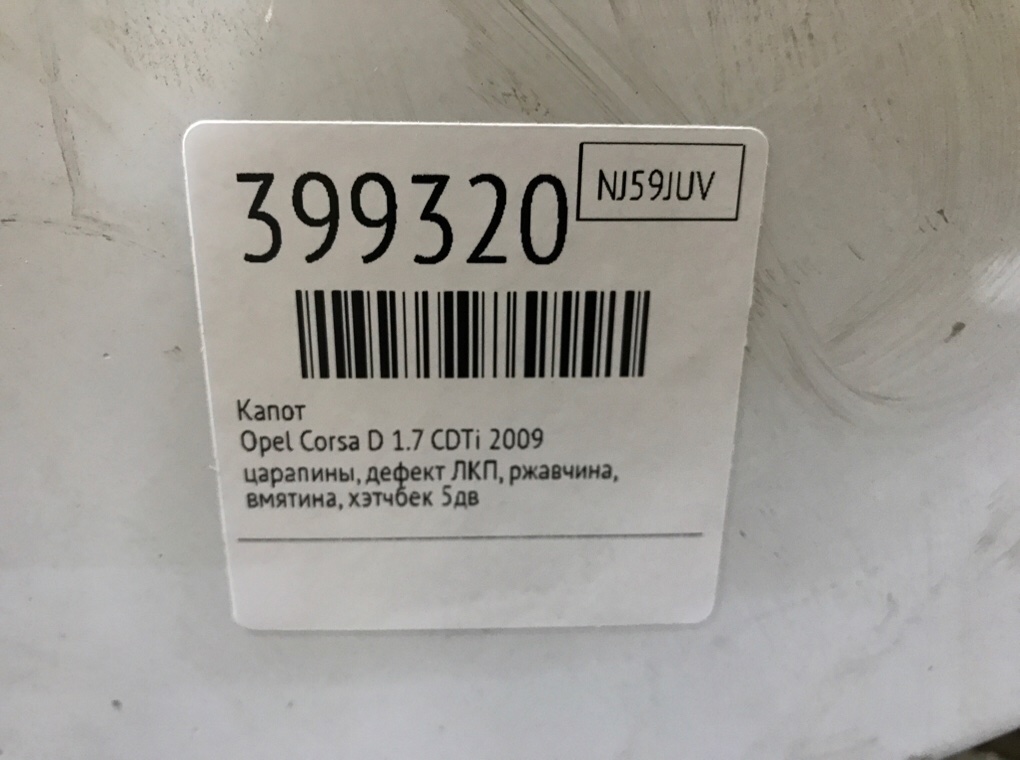 399320
NJ59JUV
Капот
Opel Corsa D 1.7 CDTi 2009
царапины, дефект ЛКП, ржавчина,
вмятина, хэтчбек 5дв